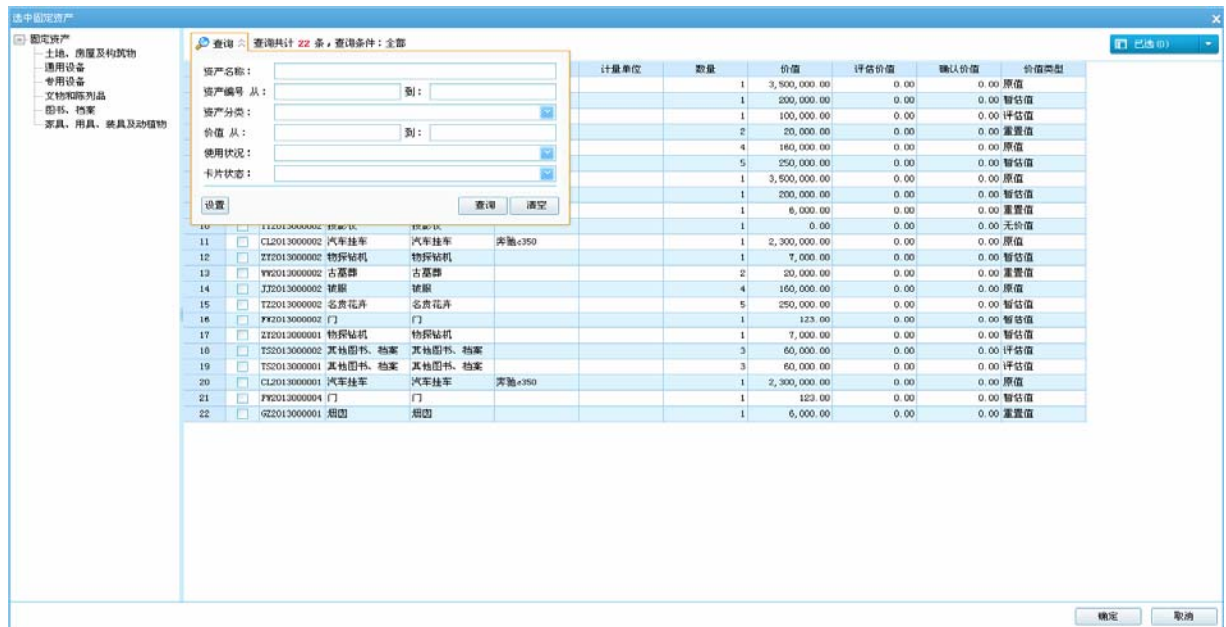 选中固定资产
固定资产
土地、房屋及构筑物
通用设备
专用设备
文物和陈列品
图书、档案
家具、用具、装具及动植物
查询 查询共计 22 条，查询条件：全部
已选(0)
资产名称：
资产编号 从： 到：
资产分类：
价值 从： 到：
使用状况：
卡片状态：
设置 查询 清空
计量单位 数量 价值 评估价值 确认价值 价值类型
1 3,500,000.00 0.00 0.00 原值
1 200,000.00 0.00 0.00 暂估值
1 100,000.00 0.00 0.00 评估值
2 20,000.00 0.00 0.00 重置值
4 160,000.00 0.00 0.00 原值
5 250,000.00 0.00 0.00 暂估值
1 3,500,000.00 0.00 0.00 原值
1 200,000.00 0.00 0.00 暂估值
1 6,000.00 0.00 0.00 重置值
10 投影仪 投影仪 1 0.00 0.00 0.00 无价值
11 CL2013000002 汽车挂车 汽车挂车 奔驰c350 1 2,300,000.00 0.00 0.00 原值
12 ZY2013000002 物探钻机 物探钻机 1 7,000.00 0.00 0.00 暂估值
13 WW2013000002 古墓葬 古墓葬 2 20,000.00 0.00 0.00 重置值
14 JJ2013000002 被服 被服 4 160,000.00 0.00 0.00 原值
15 TZ2013000002 名贵花卉 名贵花卉 5 250,000.00 0.00 0.00 暂估值
16 FW2013000002 门 门 1 123.00 0.00 0.00 暂估值
17 ZY2013000001 物探钻机 物探钻机 1 7,000.00 0.00 0.00 暂估值
18 TS2013000002 其他图书、档案 其他图书、档案 3 60,000.00 0.00 0.00 评估值
19 TS2013000001 其他图书、档案 其他图书、档案 3 60,000.00 0.00 0.00 评估值
20 CL2013000001 汽车挂车 汽车挂车 奔驰c350 1 2,300,000.00 0.00 0.00 原值
21 FW2013000004 门 门 1 123.00 0.00 0.00 暂估值
22 GZ2013000001 烟囱 烟囱 1 6,000.00 0.00 0.00 重置值
确定 取消